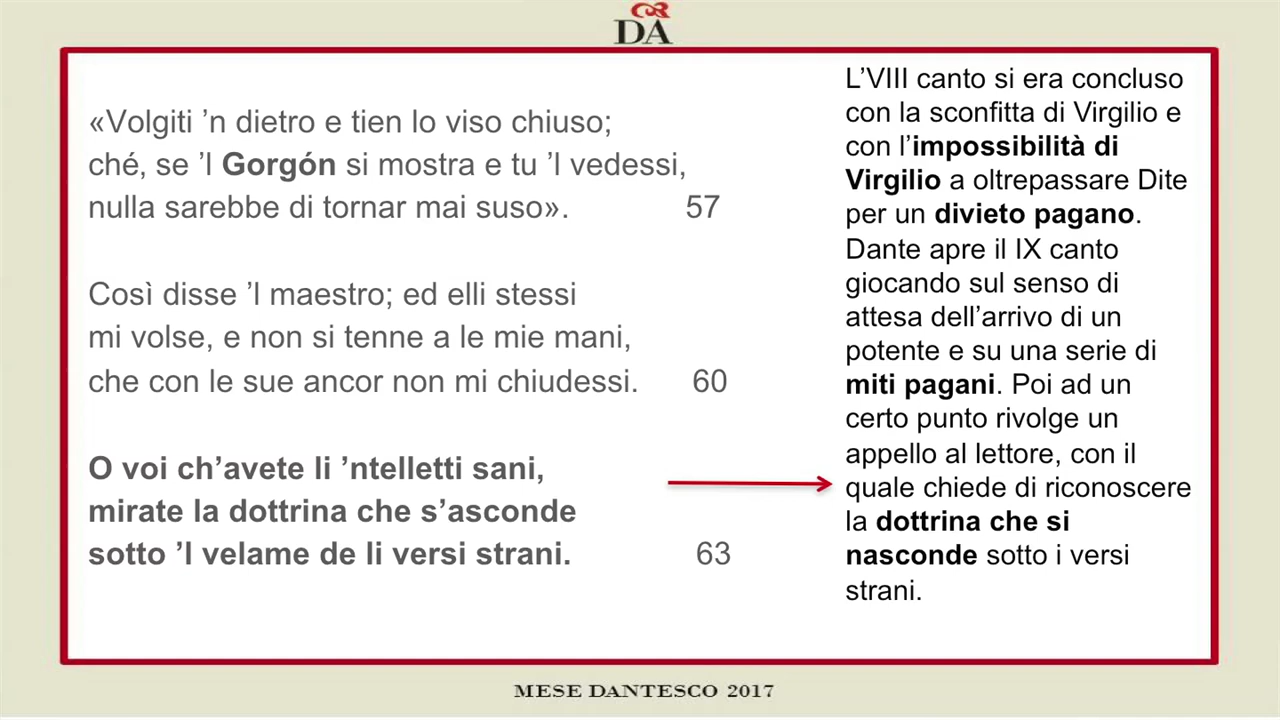 DA
«Volgiti ’n dietro e tien lo viso chiuso;
ché, se ’l Gorgón si mostra e tu ’l vedessi,
nulla sarebbe di tornar mai suso». 57
Così disse ’l maestro; ed elli stessi
mi volse, e non si tenne a le mie mani,
che con le sue ancor non mi chiudessi. 60
O voi ch’avete li ’ntelletti sani,
mirate la dottrina che s’asconde
sotto ’l velame de li versi strani. 63
L’VIII canto si era concluso
con la sconfitta di Virgilio e
con l’impossibilità di
Virgilio a oltrepassare Dite
per un divieto pagano.
Dante apre il IX canto
giocando sul senso di
attesa dell’arrivo di un
potente e su una serie di
miti pagani. Poi ad un
certo punto rivolge un
appello al lettore, con il
quale chiede di riconoscere
la dottrina che si
nasconde sotto i versi
strani.
MESE DANTESCO 2017